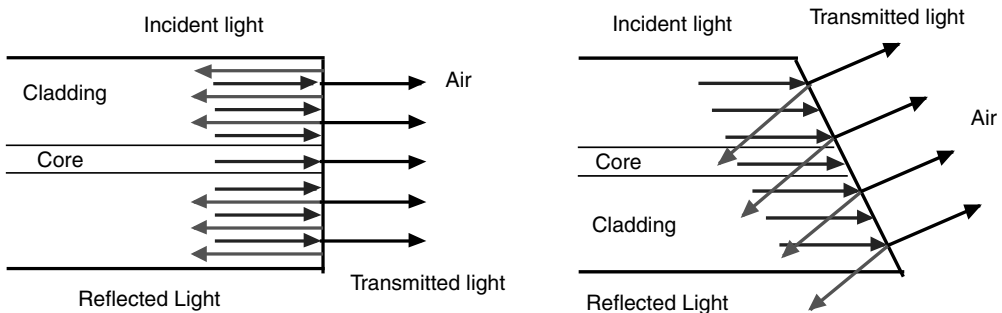 Incident light
Air
Cladding
Core
Transmitted light
Reflected Light
Incident light
Transmitted light
Air
Core
Cladding
Reflected Light